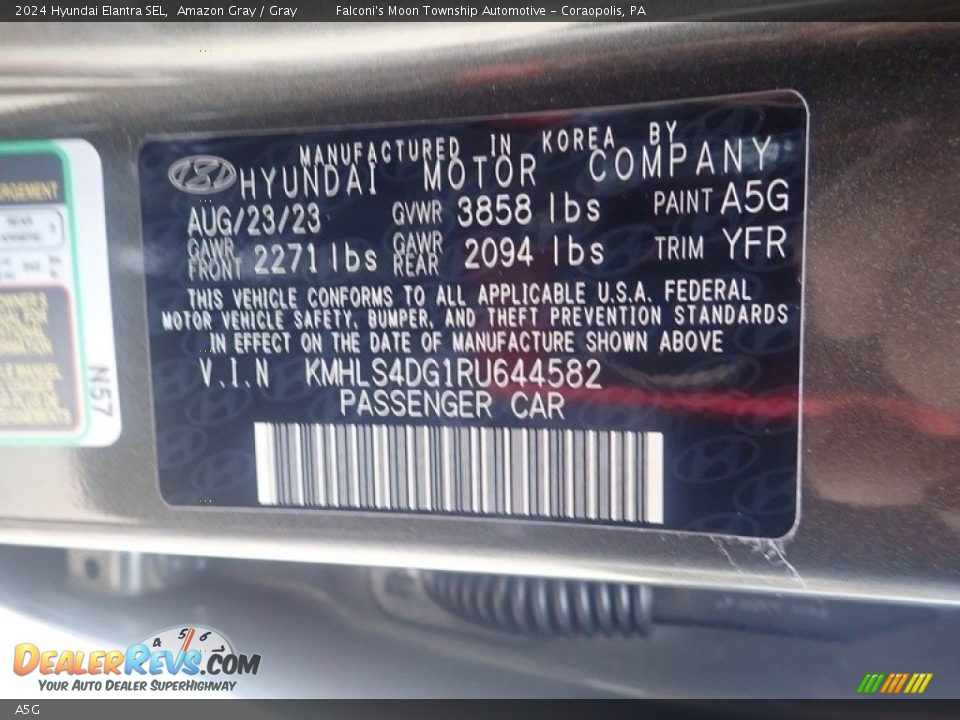 2024 Hyundai Elantra SEL, Amazon Gray / Gray Falconi's Moon Township Automotive - Coraopolis, PA
MANUFACTURED IN KOREA BY
HYUNDAI MOTOR COMPANY
AUG/23/23 GVWR 3858 lbs PAINT A5G
GAWR FRONT 2271 lbs GAWR REAR 2094 lbs TRIM YFR
THIS VEHICLE CONFORMS TO ALL APPLICABLE U.S.A. FEDERAL
MOTOR VEHICLE SAFETY, BUMPER, AND THEFT PREVENTION STANDARDS
IN EFFECT ON THE DATE OF MANUFACTURE SHOWN ABOVE
V.I.N KMHLS4DG1RU644582
PASSENGER CAR
N57
4 5 6
DEALERREVS.COM
YOUR AUTO DEALER SUPERHIGHWAY
A5G